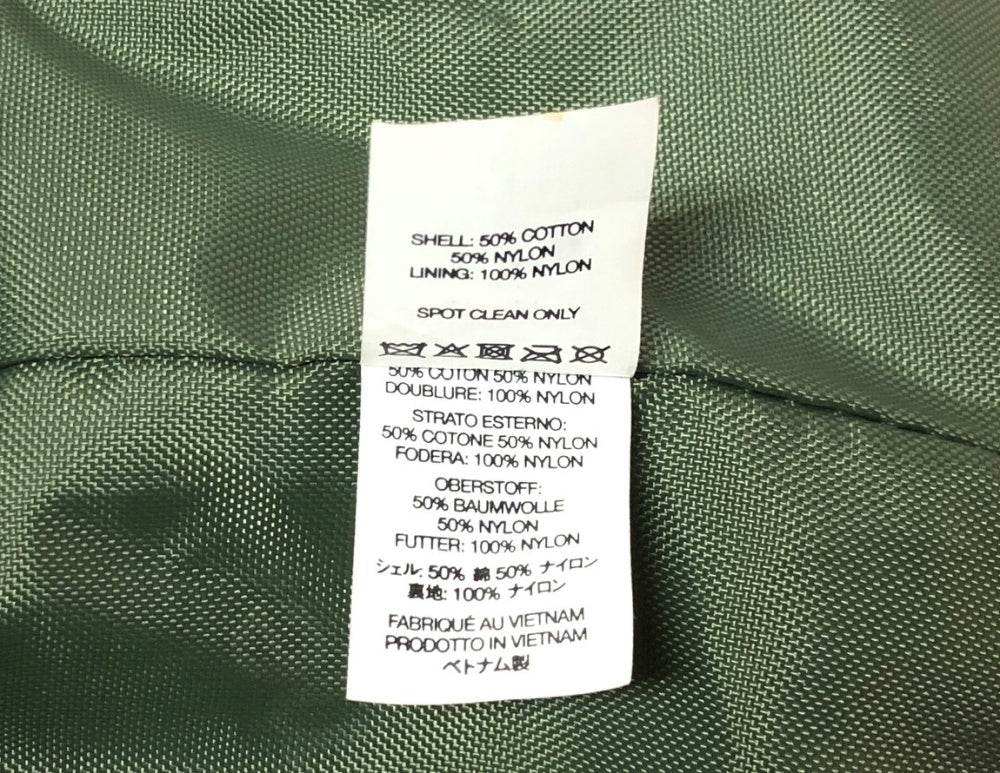 SHELL: 50% COTTON
50% NYLON
LINING: 100% NYLON
SPOT CLEAN ONLY
50% COTON 50% NYLON
DOUBLURE: 100% NYLON
STRATO ESTERNO:
50% COTONE 50% NYLON
FODERA: 100% NYLON
OBERSTOFF:
50% BAUMWOLLE
50% NYLON
FUTTER: 100% NYLON
シェル: 50% 綿 50% ナイロン
裏地: 100% ナイロン
FABRIQUÉ AU VIETNAM
PRODOTTO IN VIETNAM
ベトナム製